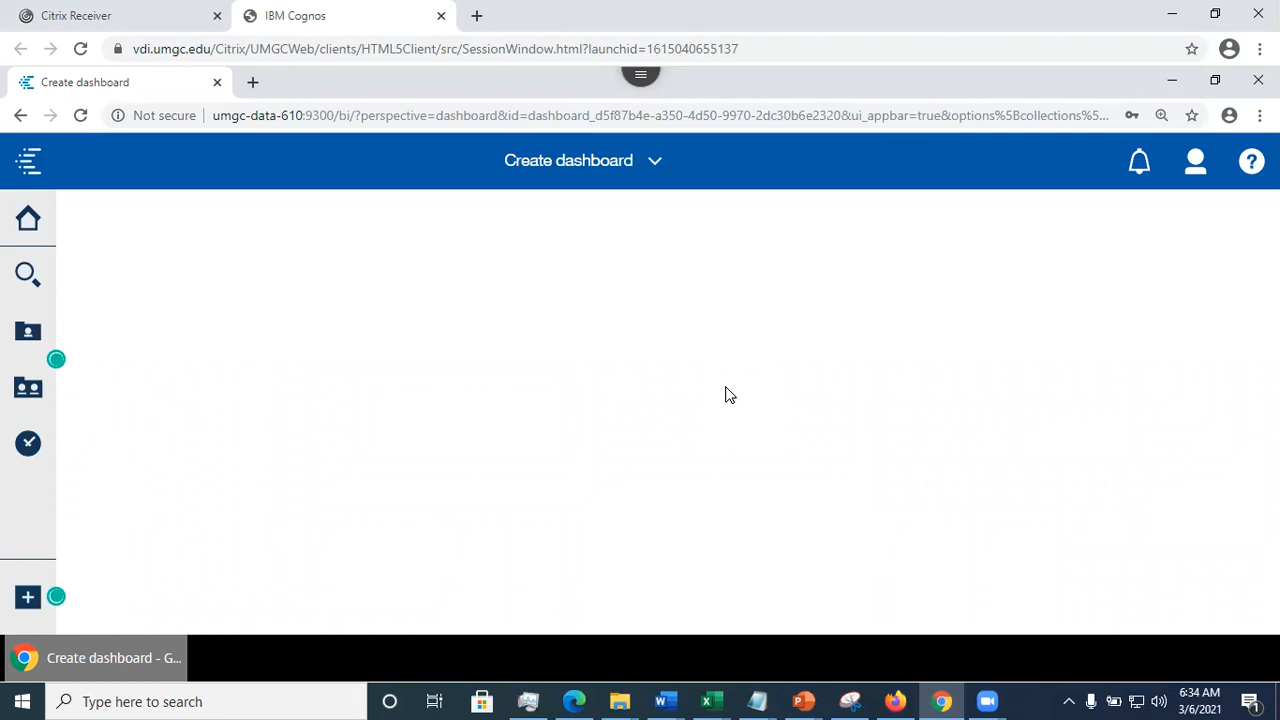 Citrix Receiver
IBM Cognos
vdi.umgc.edu/Citrix/UMGCWeb/clients/HTML5Client/src/SessionWindow.html?launchid=1615040655137
Create dashboard
Not secure
umgc-data-610:9300/bi/?perspective=dashboard&id=dashboard_d5f87b4e-a350-4d50-9970-2dc30b6e2320&ui_appbar=true&options%5Bcollections%5...
Create dashboard
Create dashboard - G...
Type here to search
6:34 AM
3/6/2021
1